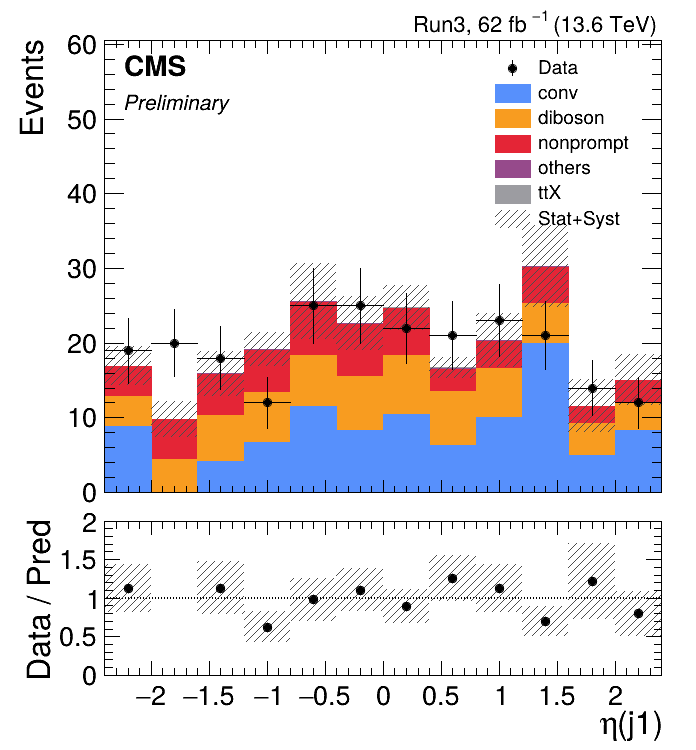 Run3, 62 fb⁻¹ (13.6 TeV)
CMS
Preliminary
Events
60
50
40
30
20
10
0
Data
conv
diboson
nonprompt
others
ttX
Stat+Syst
Data / Pred
2
1.5
1
0.5
0
−2 −1.5 −1 −0.5 0 0.5 1 1.5 2
η(j1)